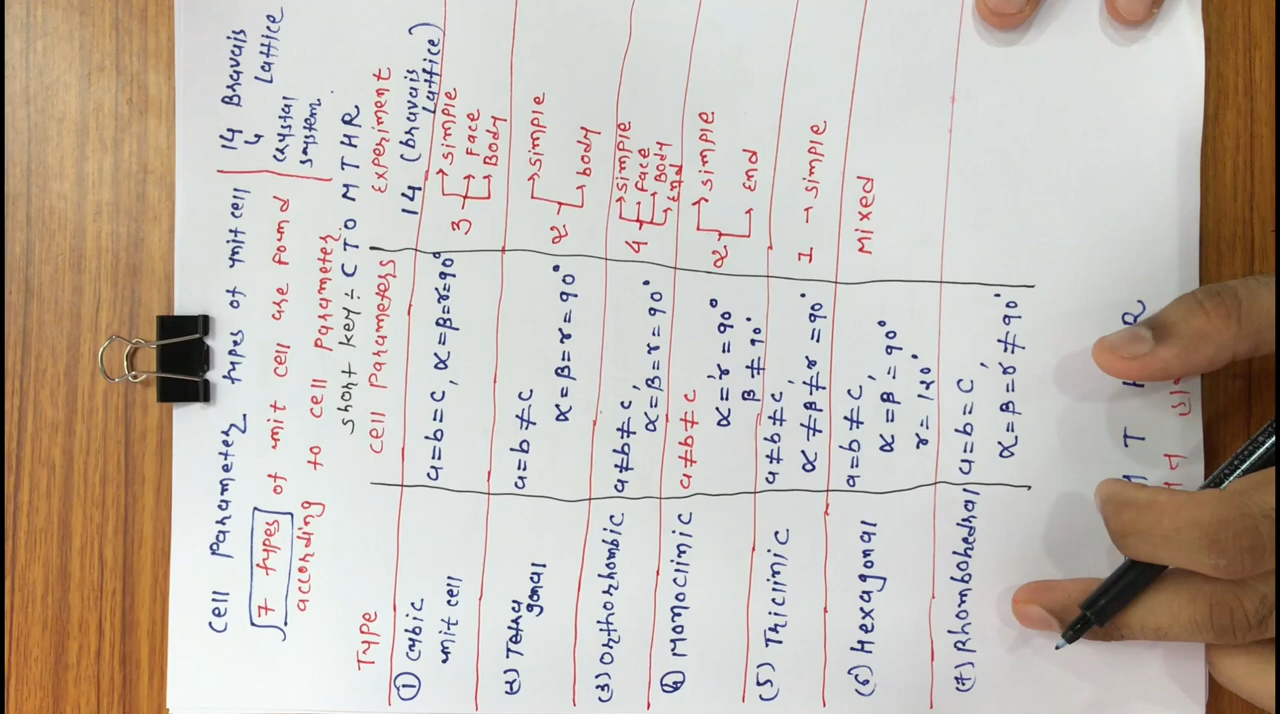 Cell Parameter types of unit cell
7 types of unit cell are found
according to cell parameter
14 Bravais
Lattice
crystal
system
short key÷ C T O M T H R
Type
Cell Parameters
Experiment
14 (bravais
Lattice)
① Cubic
unit cell
a=b=c, α=β=r=90°
3 simple
Face
Body
(2) Tetra
gonal
a=b≠c
α=β=r=90°
2 simple
body
(3) Orthorhombic
a≠b≠c,
α=β=r=90°
4 simple
Face
Body
End
④ Monoclinic
a≠b≠c
α=r=90°
β≠90°
2 simple
End
(5) Triclinic
a≠b≠c
α≠β≠r=90°
1 → simple
(6) Hexagonal
a=b≠c
α=β=90°
r=120°
Mixed
(7) Rhombohedral
a=b=c
α=β=r≠90°
T
R